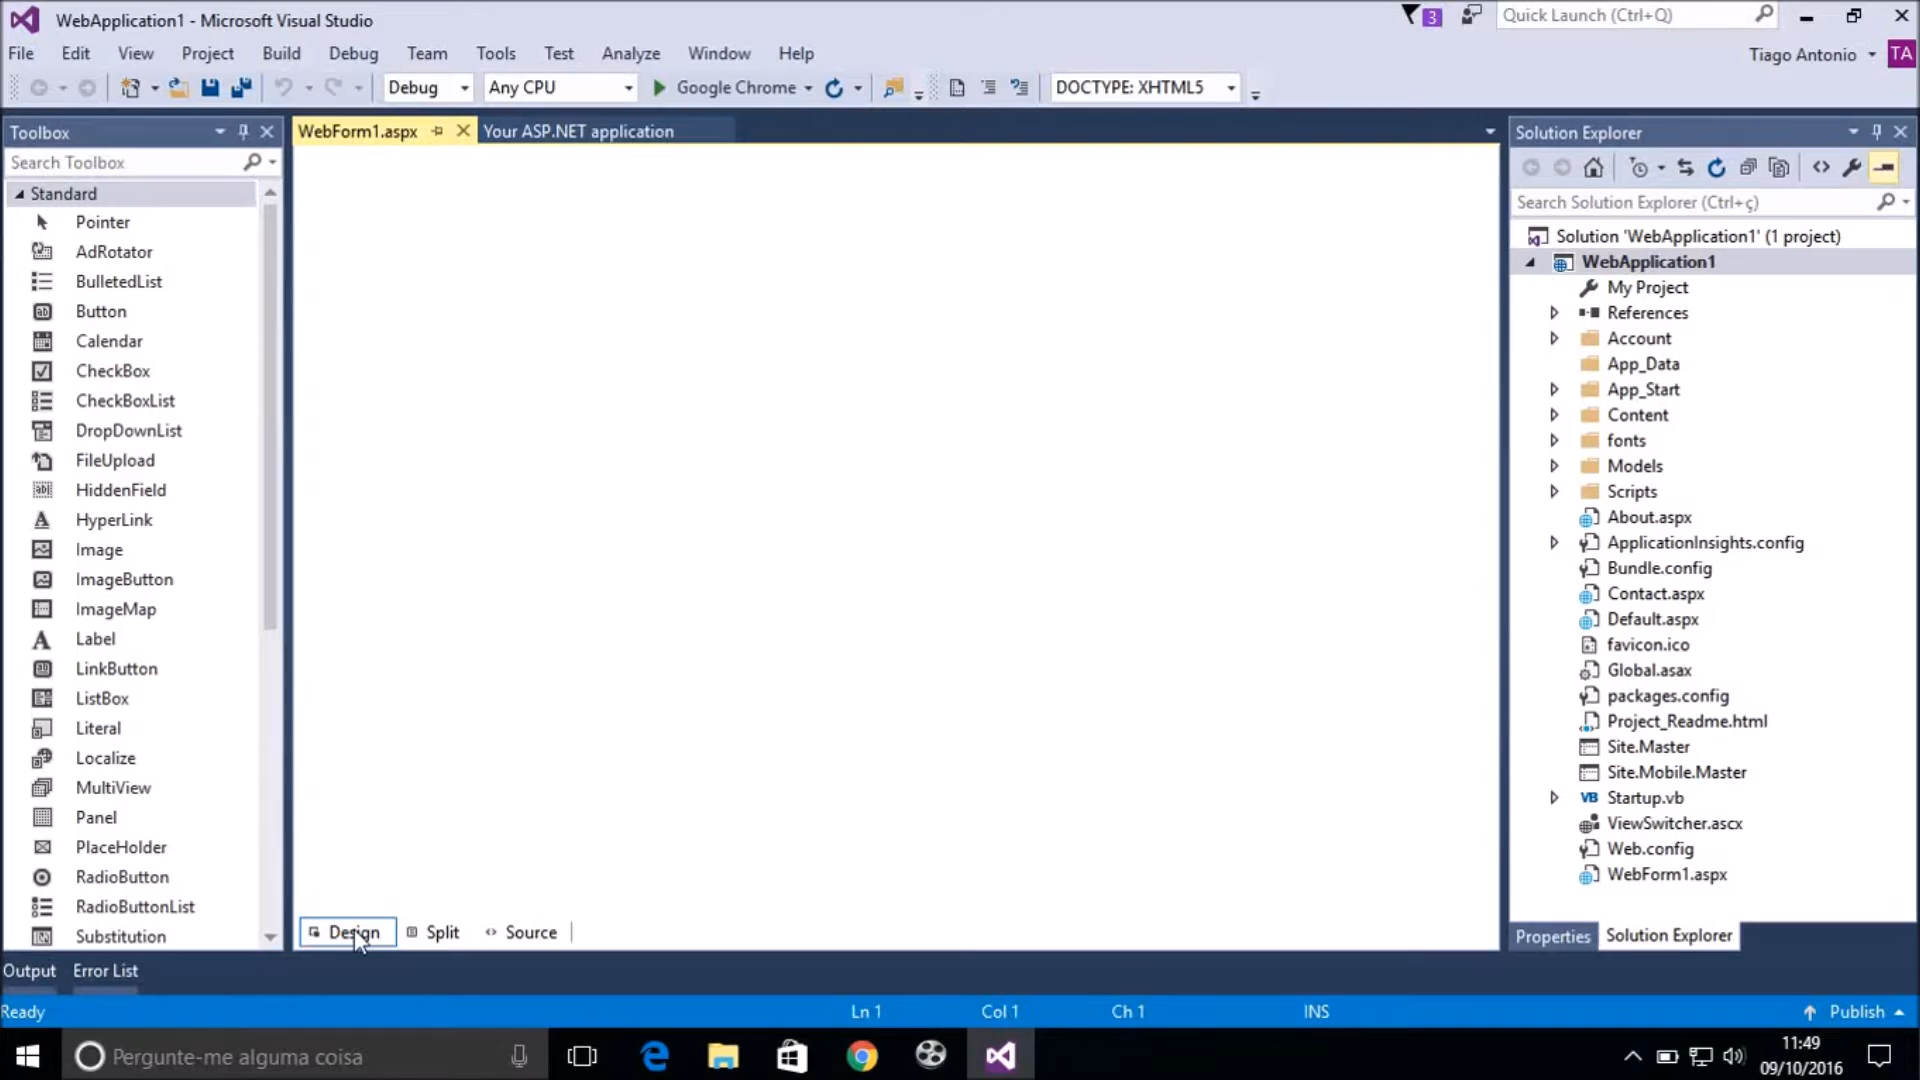 WebApplication1 - Microsoft Visual Studio
3
Quick Launch (Ctrl+Q)
File Edit View Project Build Debug Team Tools Test Analyze Window Help
Tiago Antonio TA
Debug Any CPU Google Chrome DOCTYPE: XHTML5
Toolbox
Search Toolbox
Standard
Pointer
AdRotator
BulletedList
Button
Calendar
CheckBox
CheckBoxList
DropDownList
FileUpload
HiddenField
HyperLink
Image
ImageButton
ImageMap
Label
LinkButton
ListBox
Literal
Localize
MultiView
Panel
PlaceHolder
RadioButton
RadioButtonList
Substitution
WebForm1.aspx Your ASP.NET application
Design Split Source
Solution Explorer
Search Solution Explorer (Ctrl+ç)
Solution 'WebApplication1' (1 project)
WebApplication1
My Project
References
Account
App_Data
App_Start
Content
fonts
Models
Scripts
About.aspx
ApplicationInsights.config
Bundle.config
Contact.aspx
Default.aspx
favicon.ico
Global.asax
packages.config
Project_Readme.html
Site.Master
Site.Mobile.Master
VB Startup.vb
ViewSwitcher.ascx
Web.config
WebForm1.aspx
Properties Solution Explorer
Output Error List
Ready Ln 1 Col 1 Ch 1 INS Publish
Pergunte-me alguma coisa
11:49
09/10/2016